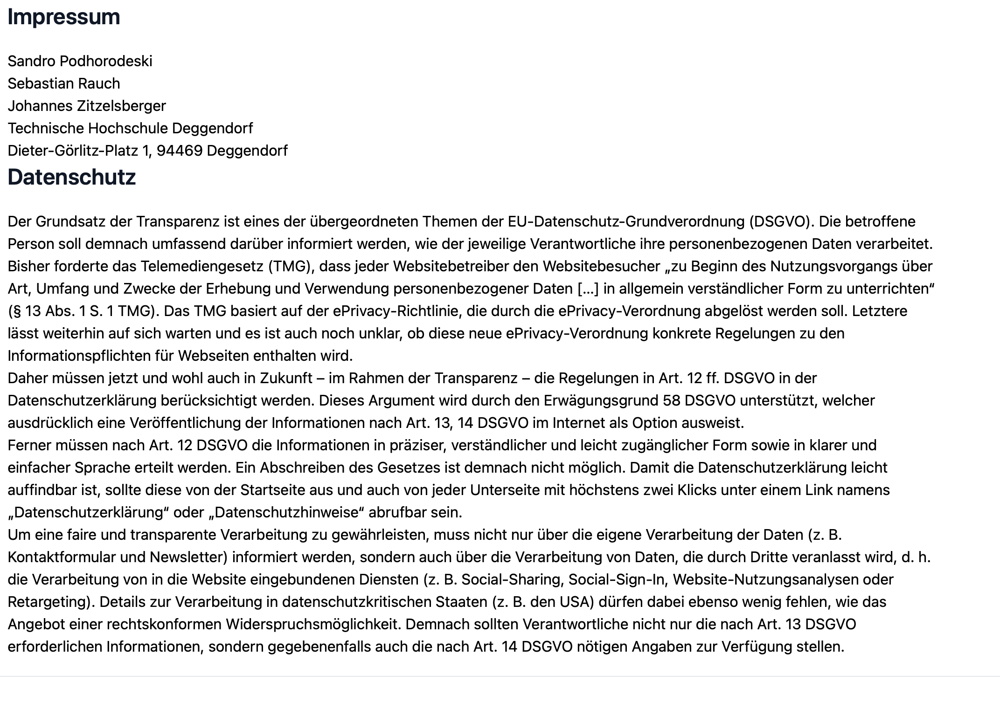 Impressum
Sandro Podhorodeski
Sebastian Rauch
Johannes Zitzelsberger
Technische Hochschule Deggendorf
Dieter-Görlitz-Platz 1, 94469 Deggendorf
Datenschutz
Der Grundsatz der Transparenz ist eines der übergeordneten Themen der EU-Datenschutz-Grundverordnung (DSGVO). Die betroffene
Person soll demnach umfassend darüber informiert werden, wie der jeweilige Verantwortliche ihre personenbezogenen Daten verarbeitet.
Bisher forderte das Telemediengesetz (TMG), dass jeder Websitebetreiber den Websitebesucher „zu Beginn des Nutzungsvorgangs über
Art, Umfang und Zwecke der Erhebung und Verwendung personenbezogener Daten […] in allgemein verständlicher Form zu unterrichten“
(§ 13 Abs. 1 S. 1 TMG). Das TMG basiert auf der ePrivacy-Richtlinie, die durch die ePrivacy-Verordnung abgelöst werden soll. Letztere
lässt weiterhin auf sich warten und es ist auch noch unklar, ob diese neue ePrivacy-Verordnung konkrete Regelungen zu den
Informationspflichten für Webseiten enthalten wird.
Daher müssen jetzt und wohl auch in Zukunft – im Rahmen der Transparenz – die Regelungen in Art. 12 ff. DSGVO in der
Datenschutzerklärung berücksichtigt werden. Dieses Argument wird durch den Erwägungsgrund 58 DSGVO unterstützt, welcher
ausdrücklich eine Veröffentlichung der Informationen nach Art. 13, 14 DSGVO im Internet als Option ausweist.
Ferner müssen nach Art. 12 DSGVO die Informationen in präziser, verständlicher und leicht zugänglicher Form sowie in klarer und
einfacher Sprache erteilt werden. Ein Abschreiben des Gesetzes ist demnach nicht möglich. Damit die Datenschutzerklärung leicht
auffindbar ist, sollte diese von der Startseite aus und auch von jeder Unterseite mit höchstens zwei Klicks unter einem Link namens
„Datenschutzerklärung“ oder „Datenschutzhinweise“ abrufbar sein.
Um eine faire und transparente Verarbeitung zu gewährleisten, muss nicht nur über die eigene Verarbeitung der Daten (z. B.
Kontaktformular und Newsletter) informiert werden, sondern auch über die Verarbeitung von Daten, die durch Dritte veranlasst wird, d. h.
die Verarbeitung von in die Website eingebundenen Diensten (z. B. Social-Sharing, Social-Sign-In, Website-Nutzungsanalysen oder
Retargeting). Details zur Verarbeitung in datenschutzkritischen Staaten (z. B. den USA) dürfen dabei ebenso wenig fehlen, wie das
Angebot einer rechtskonformen Widerspruchsmöglichkeit. Demnach sollten Verantwortliche nicht nur die nach Art. 13 DSGVO
erforderlichen Informationen, sondern gegebenenfalls auch die nach Art. 14 DSGVO nötigen Angaben zur Verfügung stellen.